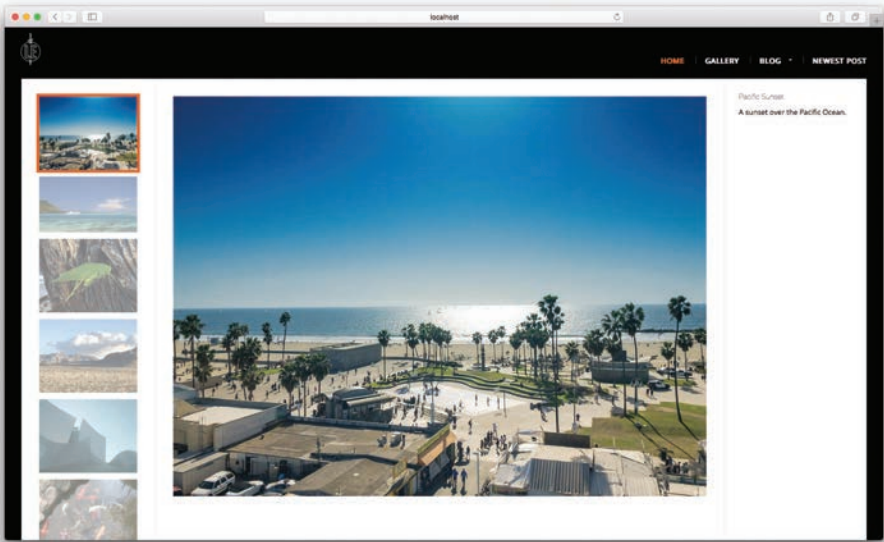 localhost
HOME GALLERY BLOG NEWEST POST
Pacific Sunset
A sunset over the Pacific Ocean.